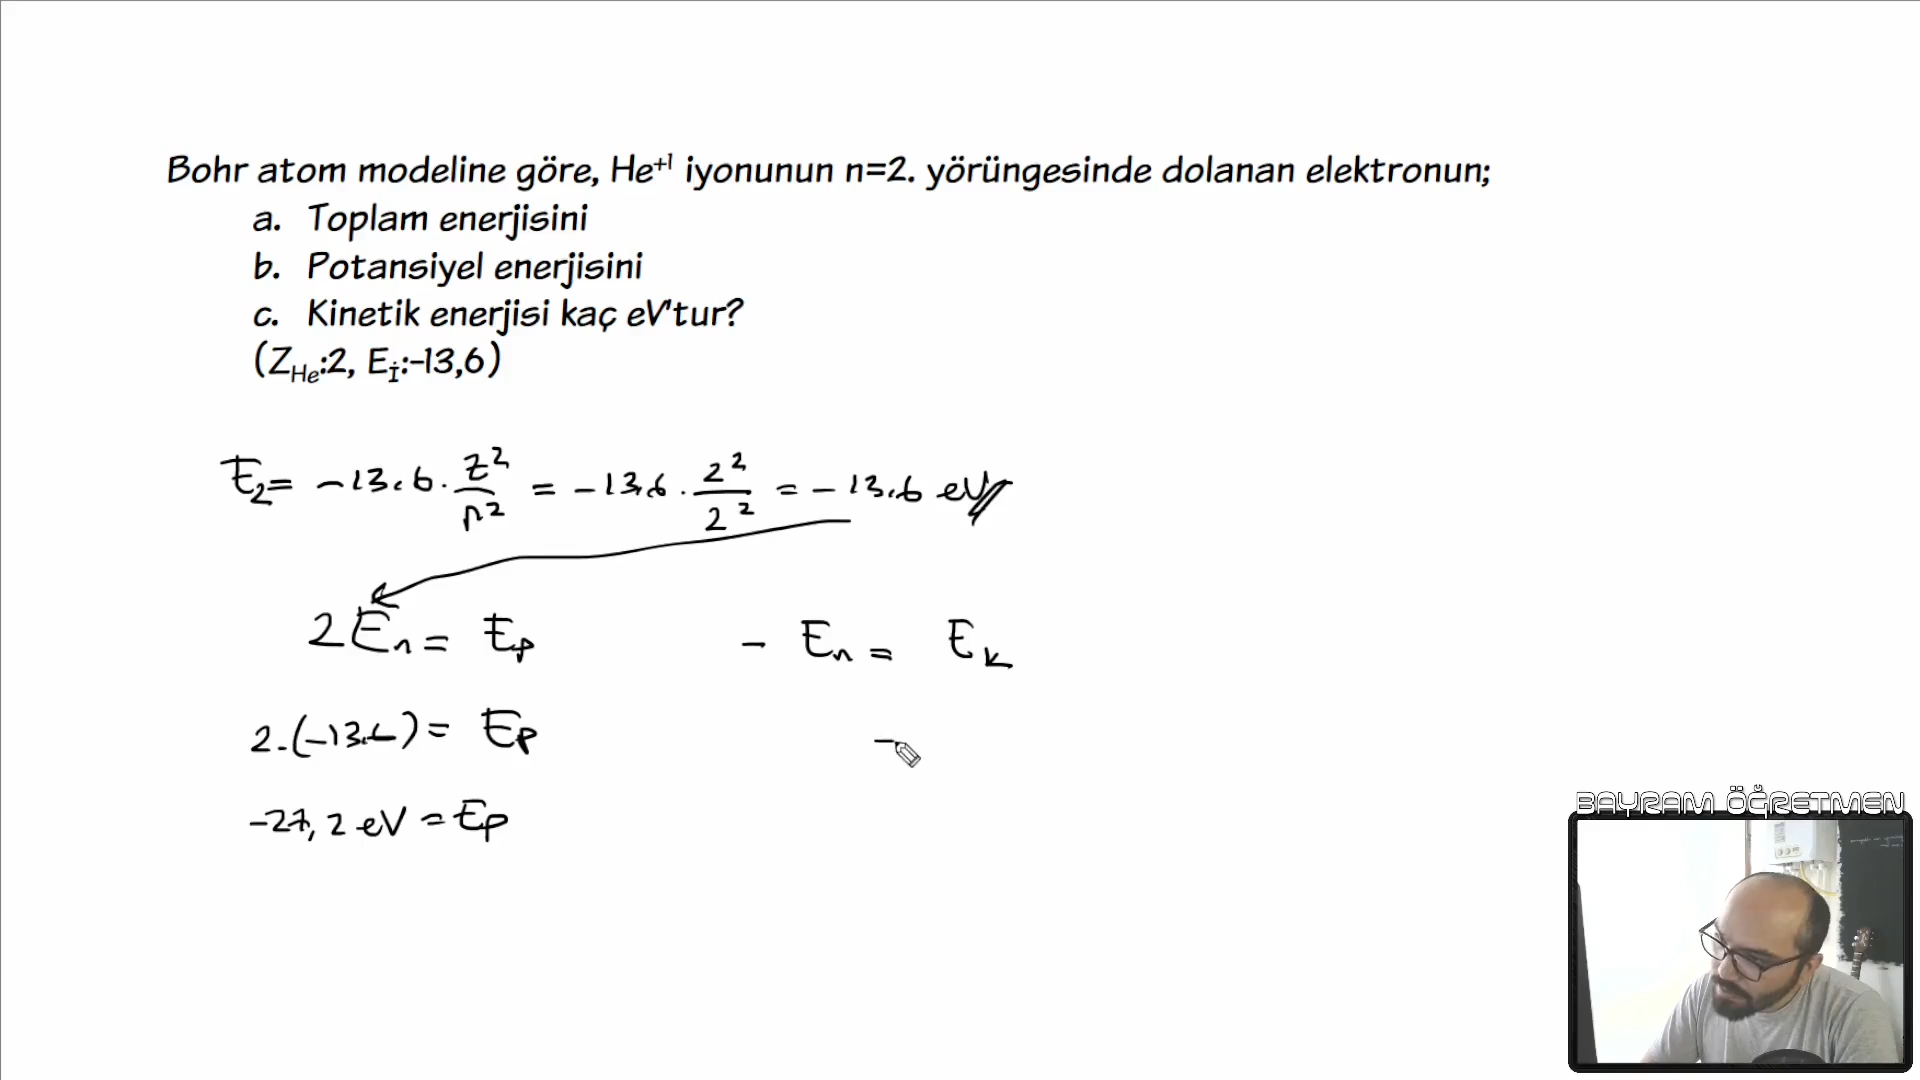 Bohr atom modeline göre, He⁺¹ iyonunun n=2. yörüngesinde dolanan elektronun;
a. Toplam enerjisini
b. Potansiyel enerjisini
c. Kinetik enerjisi kaç eV'tur?
(Z_He:2, E_İ:-13,6)
E₂ = -13.6 · z²/n² = -13.6 · 2²/2² = -13.6 eV
2Eₙ = Eₚ
- Eₙ = Eₖ
2.(-13.6) = Eₚ
-
-27,2 eV = Eₚ
BAYRAM ÖĞRETMEN